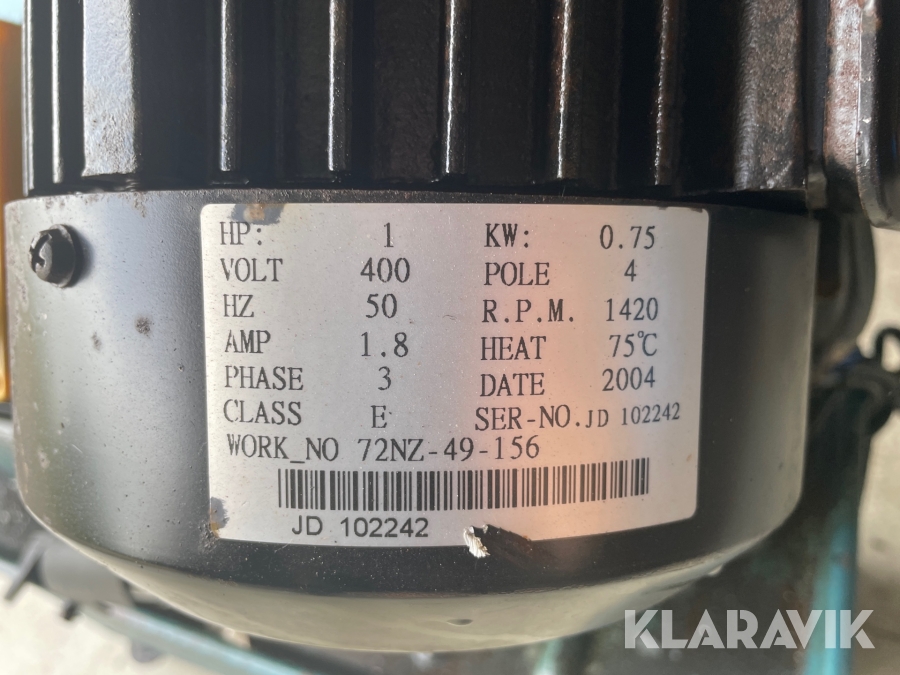 HP: 1 KW: 0.75
VOLT 400 POLE 4
HZ 50 R.P.M. 1420
AMP 1.8 HEAT 75℃
PHASE 3 DATE 2004
CLASS E SER-NO. JD 102242
WORK_NO 72NZ-49-156
JD 102242
KLARAVIK